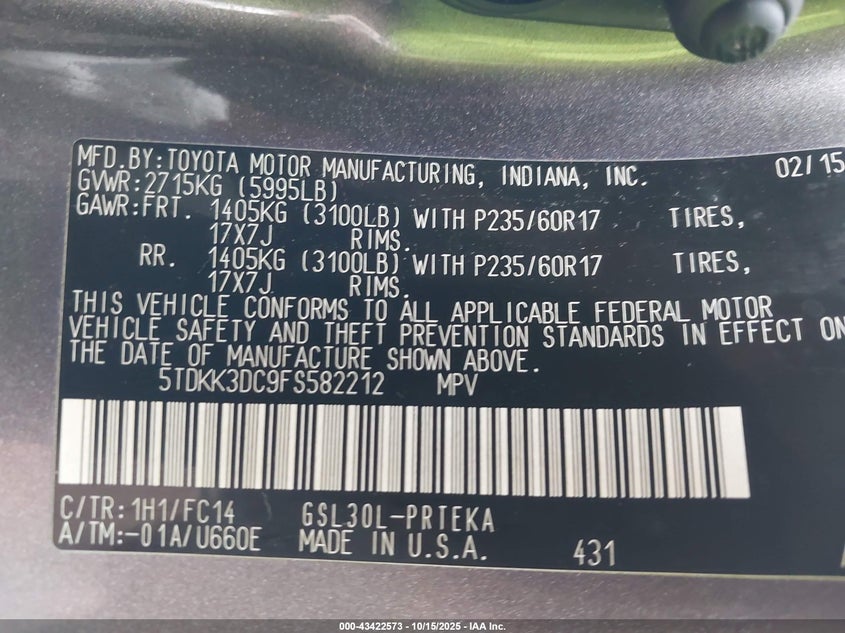 MFD.BY:TOYOTA MOTOR MANUFACTURING, INDIANA, INC. 02/15
GVWR:2715KG (5995LB)
GAWR:FRT. 1405KG (3100LB) WITH P235/60R17 TIRES,
17X7J RIMS.
RR. 1405KG (3100LB) WITH P235/60R17 TIRES,
17X7J RIMS.
THIS VEHICLE CONFORMS TO ALL APPLICABLE FEDERAL MOTOR
VEHICLE SAFETY AND THEFT PREVENTION STANDARDS IN EFFECT ON
THE DATE OF MANUFACTURE SHOWN ABOVE.
5TDKK3DC9FS582212 MPV
C/TR:1H1/FC14 GSL30L-PRTEKA
A/TM:-01A/U660E MADE IN U.S.A. 431
000-43422573 - 10/15/2025 - IAA Inc.